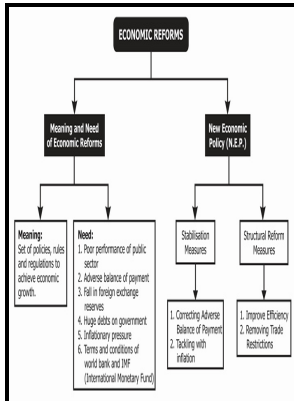 ECONOMIC REFORMS
Meaning and Need
of Economic Reforms
New Economic
Policy (N.E.P.)
Meaning:
Set of policies, rules
and regulations to
achieve economic
growth.
Need:
1. Poor performance of public
sector
2. Adverse balance of payment
3. Fall in foreign exchange
reserves
4. Huge debts on government
5. Inflationary pressure
6. Terms and conditions of
world bank and IMF
(International Monetary Fund)
Stabilisation
Measures
Structural Reform
Measures
1. Correcting Adverse
Balance of Payment
2. Tackling with
inflation
1. Improve Efficiency
2. Removing Trade
Restrictions